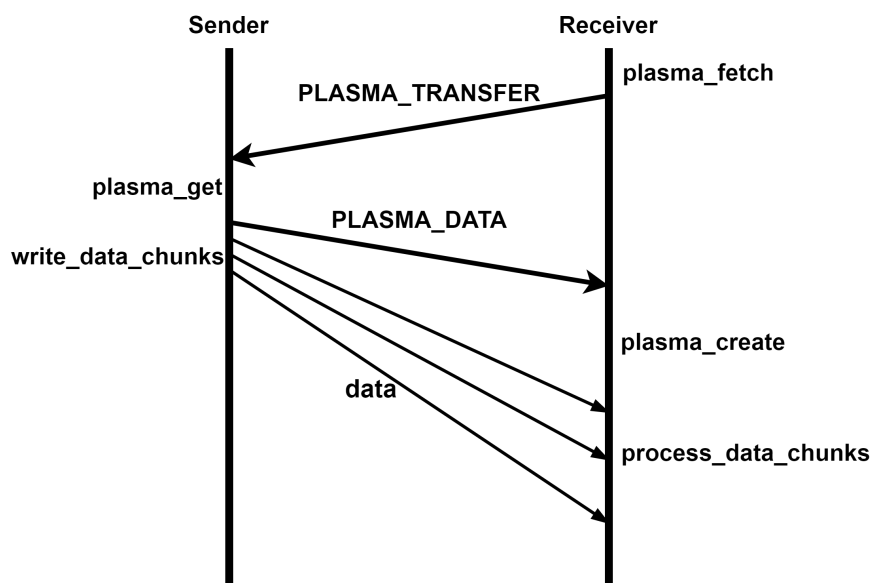 Sender
Receiver
plasma_fetch
PLASMA_TRANSFER
plasma_get
PLASMA_DATA
write_data_chunks
plasma_create
data
process_data_chunks